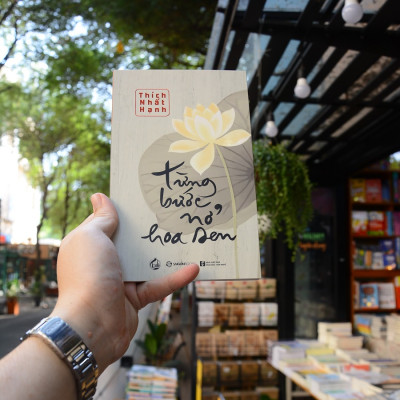 Thích
Nhất
Hạnh
từng
bước nở
hoa sen